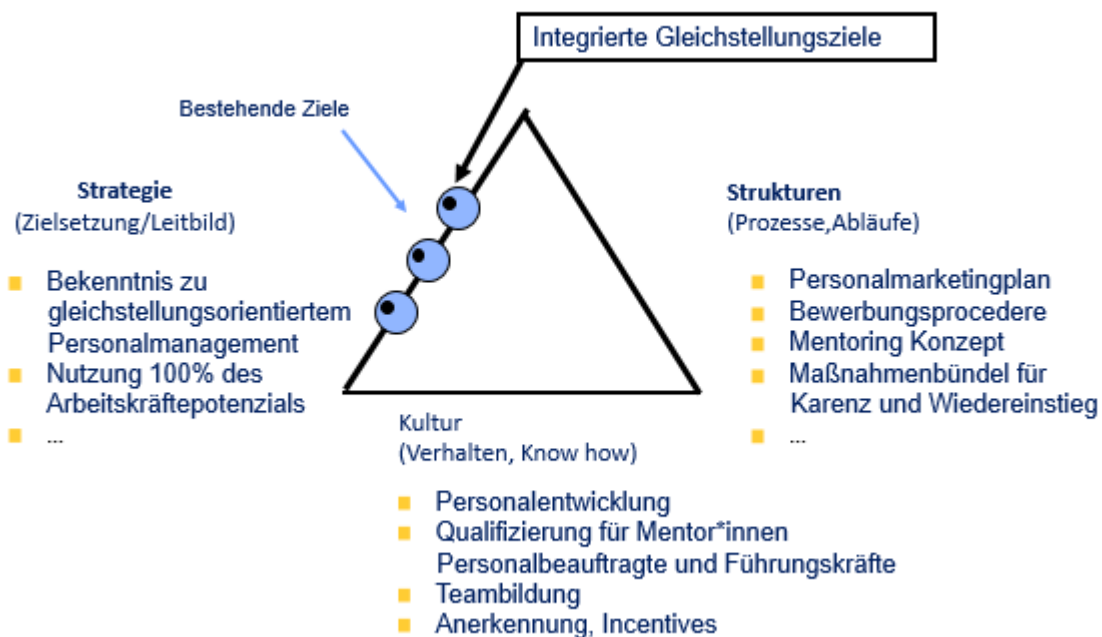 Integrierte Gleichstellungsziele
Bestehende Ziele
Strategie
(Zielsetzung/Leitbild)
Bekenntnis zu
gleichstellungsorientiertem
Personalmanagement
Nutzung 100% des
Arbeitskräftepotenzials
...
Strukturen
(Prozesse,Abläufe)
Personalmarketingplan
Bewerbungsprocedere
Mentoring Konzept
Maßnahmenbündel für
Karenz und Wiedereinstieg
...
Kultur
(Verhalten, Know how)
Personalentwicklung
Qualifizierung für Mentor*innen
Personalbeauftragte und Führungskräfte
Teambildung
Anerkennung, Incentives